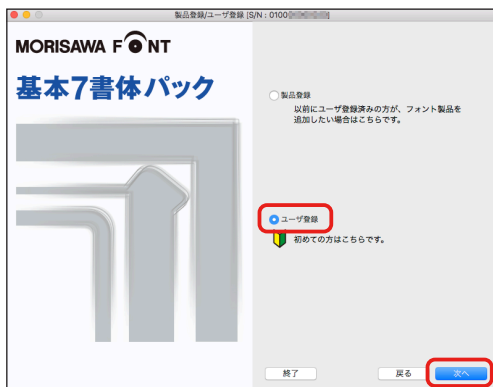 製品登録/ユーザ登録 [S/N : 0100
MORISAWA FONT
基本7書体パック
製品登録
以前にユーザ登録済みの方が、フォント製品を
追加したい場合はこちらです。
ユーザ登録
初めての方はこちらです。
終了
戻る
次へ